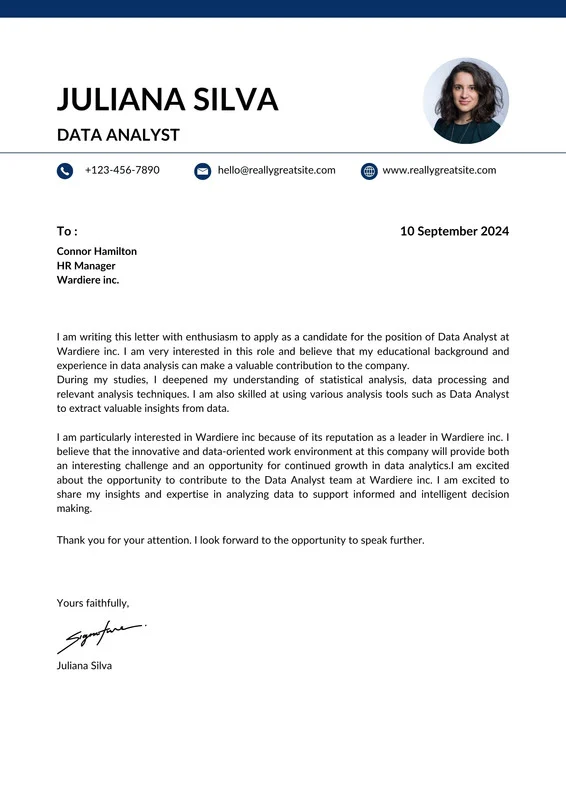 JULIANA SILVA
DATA ANALYST
+123-456-7890
hello@reallygreatsite.com
www.reallygreatsite.com
To :
10 September 2024
Connor Hamilton
HR Manager
Wardiere inc.
I am writing this letter with enthusiasm to apply as a candidate for the position of Data Analyst at
Wardiere inc. I am very interested in this role and believe that my educational background and
experience in data analysis can make a valuable contribution to the company.
During my studies, I deepened my understanding of statistical analysis, data processing and
relevant analysis techniques. I am also skilled at using various analysis tools such as Data Analyst
to extract valuable insights from data.
I am particularly interested in Wardiere inc because of its reputation as a leader in Wardiere inc. I
believe that the innovative and data-oriented work environment at this company will provide both
an interesting challenge and an opportunity for continued growth in data analytics.I am excited
about the opportunity to contribute to the Data Analyst team at Wardiere inc. I am excited to
share my insights and expertise in analyzing data to support informed and intelligent decision
making.
Thank you for your attention. I look forward to the opportunity to speak further.
Yours faithfully,
Signature
Juliana Silva